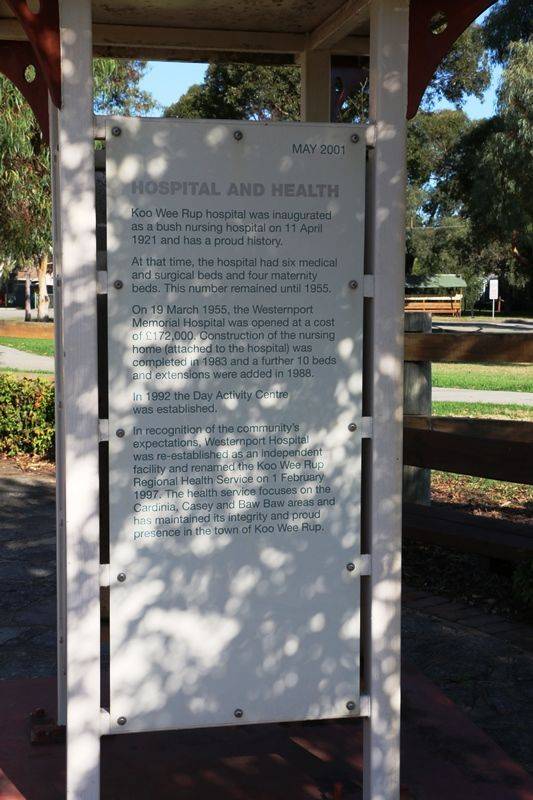 MAY 2001
HOSPITAL AND HEALTH
Koo Wee Rup hospital was inaugurated
as a bush nursing hospital on 11 April
1921 and has a proud history.
At that time, the hospital had six medical
and surgical beds and four maternity
beds. This number remained until 1955.
On 19 March 1955, the Westernport
Memorial Hospital was opened at a cost
of £172,000. Construction of the nursing
home (attached to the hospital) was
completed in 1983 and a further 10 beds
and extensions were added in 1988.
In 1992 the Day Activity Centre
was established.
In recognition of the community's
expectations, Westernport Hospital
was re-established as an independent
facility and renamed the Koo Wee Rup
Regional Health Service on 1 February
1997. The health service focuses on the
Cardinia, Casey and Baw Baw areas and
has maintained its integrity and proud
presence in the town of Koo Wee Rup.